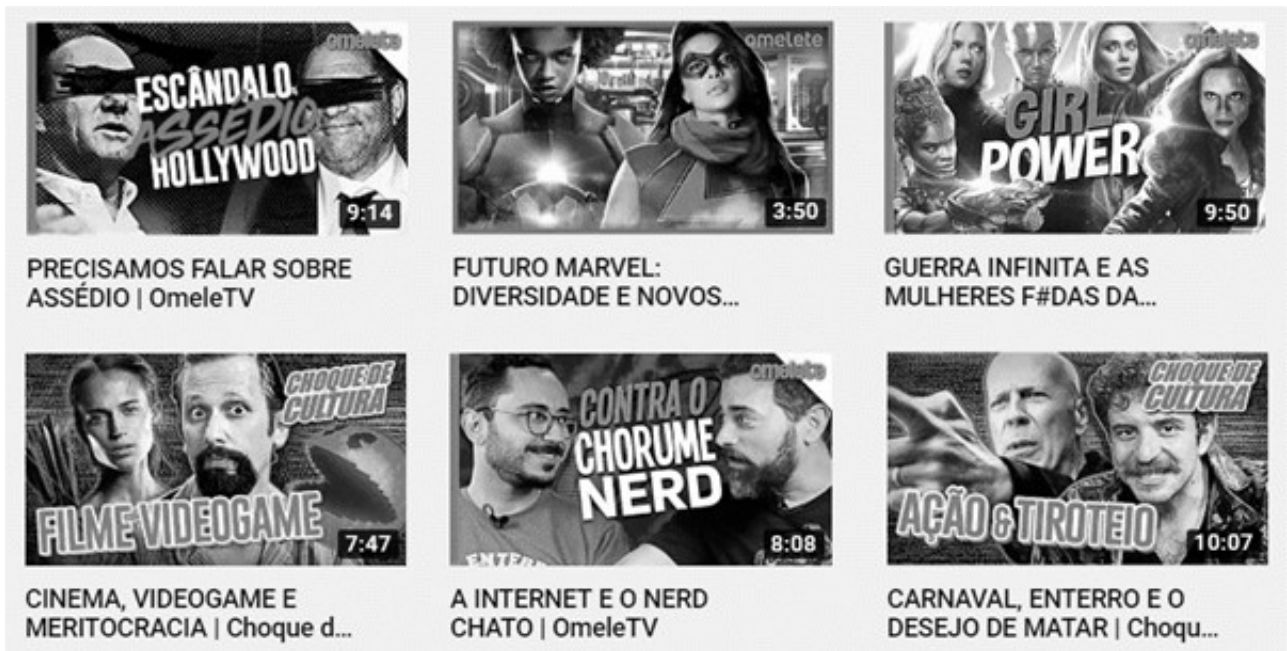 omelete
ESCÂNDALO
ASSÉDIO
HOLLYWOOD
9:14
PRECISAMOS FALAR SOBRE
ASSÉDIO | OmeleTV
omelete
3:50
FUTURO MARVEL:
DIVERSIDADE E NOVOS...
omelete
GIRL
POWER
9:50
GUERRA INFINITA E AS
MULHERES F#DAS DA...
CHOQUE DE
CULTURA
FILME VIDEOGAME
7:47
CINEMA, VIDEOGAME E
MERITOCRACIA | Choque d...
omelete
CONTRA O
CHORUME
NERD
8:08
A INTERNET E O NERD
CHATO | OmeleTV
CHOQUE DE
CULTURA
AÇÃO & TIROTEIO
10:07
CARNAVAL, ENTERRO E O
DESEJO DE MATAR | Choqu...